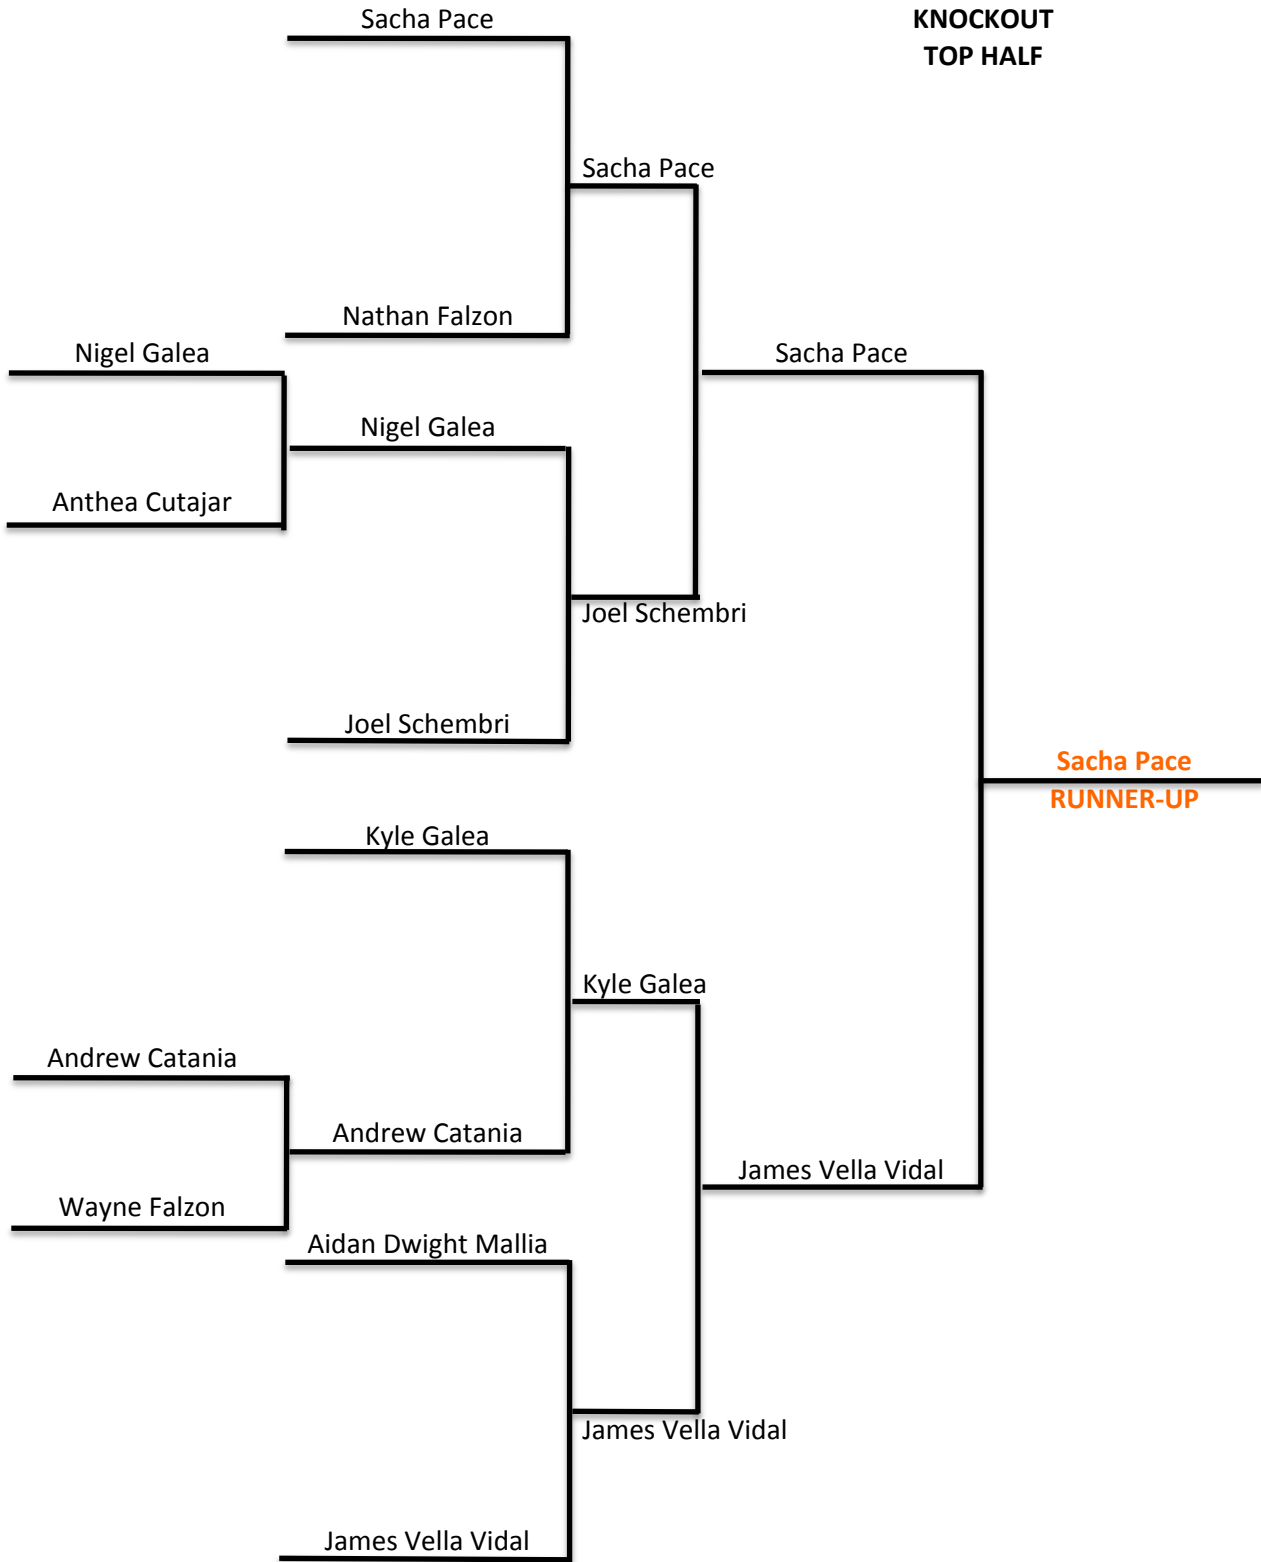 Sacha Pace
KNOCKOUT
TOP HALF
Sacha Pace
Nathan Falzon
Nigel Galea
Sacha Pace
Nigel Galea
Anthea Cutajar
Joel Schembri
Joel Schembri
Sacha Pace
RUNNER-UP
Kyle Galea
Kyle Galea
Andrew Catania
Andrew Catania
James Vella Vidal
Wayne Falzon
Aidan Dwight Mallia
James Vella Vidal
James Vella Vidal